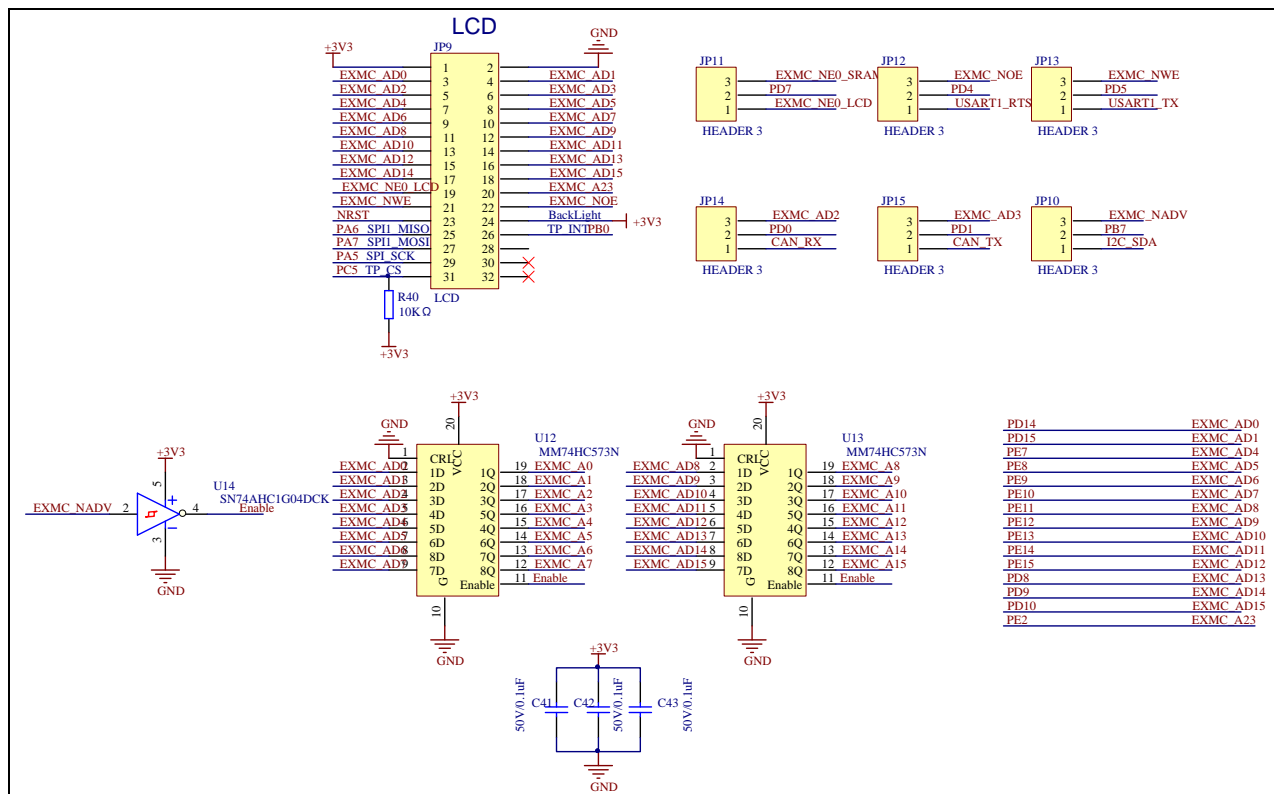 LCD
+3V3
JP9
GND
1 2
EXMC_AD0 3 4 EXMC_AD1
EXMC_AD2 5 6 EXMC_AD3
EXMC_AD4 7 8 EXMC_AD5
EXMC_AD6 9 10 EXMC_AD7
EXMC_AD8 11 12 EXMC_AD9
EXMC_AD10 13 14 EXMC_AD11
EXMC_AD12 15 16 EXMC_AD13
EXMC_AD14 17 18 EXMC_AD15
EXMC_NE0_LCD 19 20 EXMC_A23
EXMC_NWE 21 22 EXMC_NOE
NRST 23 24 BackLight +3V3
PA6 SPI1_MISO 25 26 TP_INT PB0
PA7 SPI1_MOSI 27 28
PA5 SPI_SCK 29 30
PC5 TP_CS 31 32
LCD
R40
10KΩ
+3V3
JP11
3 EXMC_NE0_SRAM
2 PD7
1 EXMC_NE0_LCD
HEADER 3
JP12
3 EXMC_NOE
2 PD4
1 USART1_RTS
HEADER 3
JP13
3 EXMC_NWE
2 PD5
1 USART1_TX
HEADER 3
JP14
3 EXMC_AD2
2 PD0
1 CAN_RX
HEADER 3
JP15
3 EXMC_AD3
2 PD1
1 CAN_TX
HEADER 3
JP10
3 EXMC_NADV
2 PB7
1 I2C_SDA
HEADER 3
+3V3
5
U14
SN74AHC1G04DCK
EXMC_NADV 2 4 Enable
3
GND
+3V3
GND
20
U12
MM74HC573N
1 CRL VCC
EXMC_AD0 2 1D 1Q 19 EXMC_A0
EXMC_AD1 3 2D 2Q 18 EXMC_A1
EXMC_AD2 4 3D 3Q 17 EXMC_A2
EXMC_AD3 5 4D 5Q 16 EXMC_A3
EXMC_AD4 6 5D 4Q 15 EXMC_A4
EXMC_AD5 7 6D 6Q 14 EXMC_A5
EXMC_AD6 8 8D 7Q 13 EXMC_A6
EXMC_AD7 9 7D 8Q 12 EXMC_A7
G Enable 11 Enable
10
GND
+3V3
GND
20
U13
MM74HC573N
1 CRL VCC
EXMC_AD8 2 1D 1Q 19 EXMC_A8
EXMC_AD9 3 2D 2Q 18 EXMC_A9
EXMC_AD10 4 3D 3Q 17 EXMC_A10
EXMC_AD11 5 4D 5Q 16 EXMC_A11
EXMC_AD12 6 5D 4Q 15 EXMC_A12
EXMC_AD13 7 6D 6Q 14 EXMC_A13
EXMC_AD14 8 8D 7Q 13 EXMC_A14
EXMC_AD15 9 7D 8Q 12 EXMC_A15
G Enable 11 Enable
10
GND
PD14 EXMC_AD0
PD15 EXMC_AD1
PE7 EXMC_AD4
PE8 EXMC_AD5
PE9 EXMC_AD6
PE10 EXMC_AD7
PE11 EXMC_AD8
PE12 EXMC_AD9
PE13 EXMC_AD10
PE14 EXMC_AD11
PE15 EXMC_AD12
PD8 EXMC_AD13
PD9 EXMC_AD14
PD10 EXMC_AD15
PE2 EXMC_A23
+3V3
50V/0.1uF
C41
C42
50V/0.1uF
C43
50V/0.1uF
GND